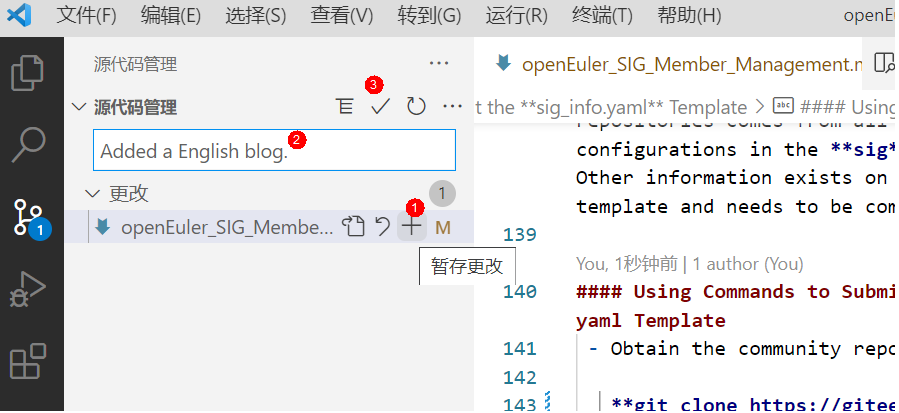 文件(F) 编辑(E) 选择(S) 查看(V) 转到(G) 运行(R) 终端(T) 帮助(H) openEu
源代码管理 ···
源代码管理 ···
3
Added a English blog.
2
更改 1
1
openEuler_SIG_Membe... M
暂存更改
1
openEuler_SIG_Member_Management.m
t the **sig_info.yaml** Template > abc #### Using
repositories comes from all
configurations in the **sig*
Other information exists on
template and needs to be com
139
You, 1秒钟前 | 1 author (You)
140 #### Using Commands to Submi
yaml Template
141 - Obtain the community repo
142
143 **git clone https://gitee